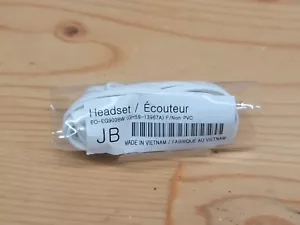 Headset / Écouteur
EO-EG900BW (GH59-13967A) F/Non PVC
JB
MADE IN VIETNAM / FABRIQUÉ AU VIETNAM